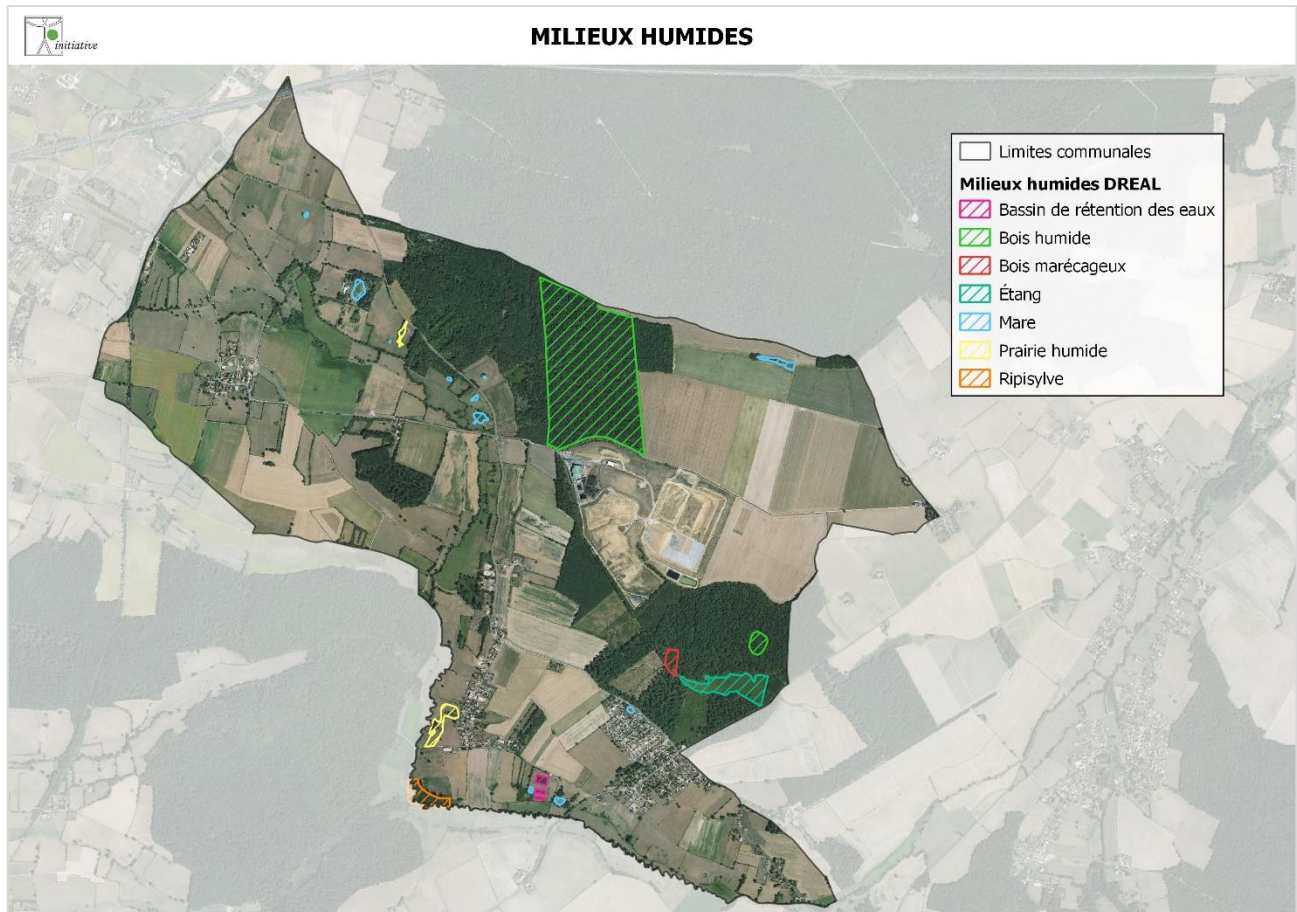 initiative
MILIEUX HUMIDES
Limites communales
Milieux humides DREAL
Bassin de rétention des eaux
Bois humide
Bois marécageux
Étang
Mare
Prairie humide
Ripisylve